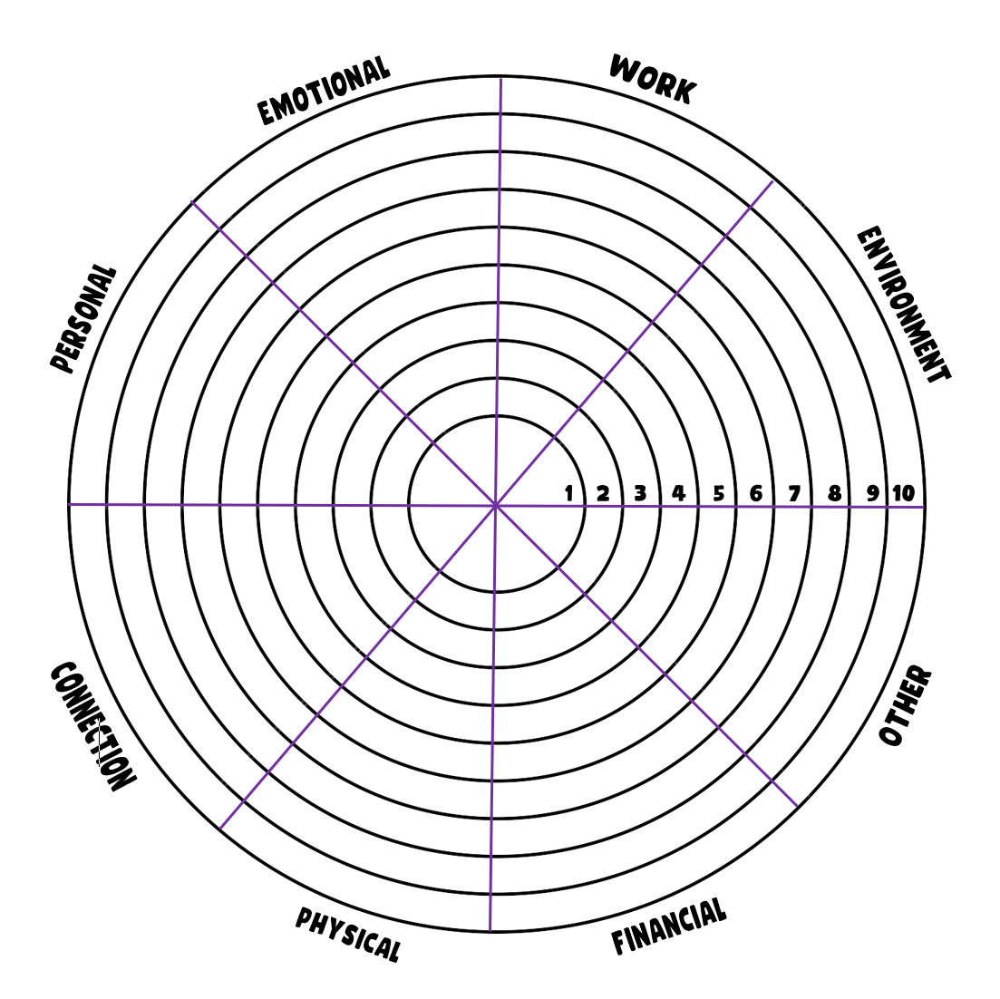 EMOTIONAL
WORK
PERSONAL
ENVIRONMENT
1 2 3 4 5 6 7 8 9 10
CONNECTION
OTHER
PHYSICAL
FINANCIAL